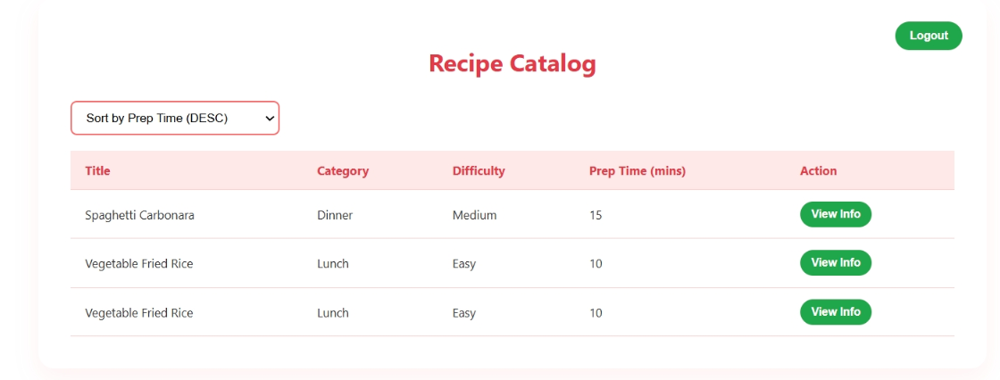 Logout
Recipe Catalog
Sort by Prep Time (DESC)
Title Category Difficulty Prep Time (mins) Action
Spaghetti Carbonara Dinner Medium 15 View Info
Vegetable Fried Rice Lunch Easy 10 View Info
Vegetable Fried Rice Lunch Easy 10 View Info